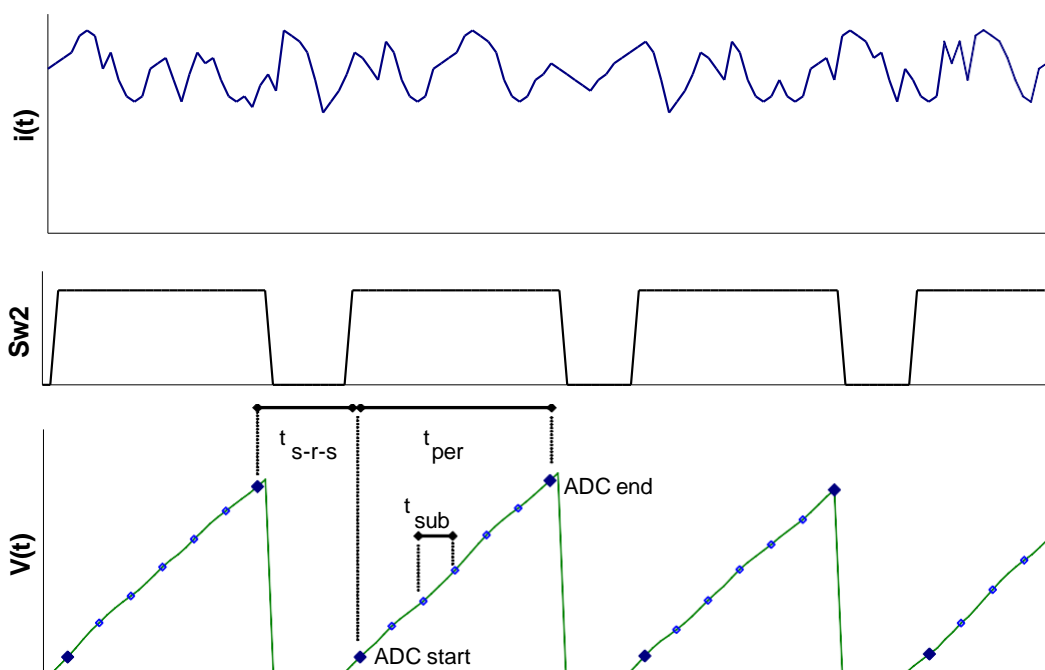 i(t)
Sw2
V(t)
t s-r-s
t per
t sub
ADC end
ADC start